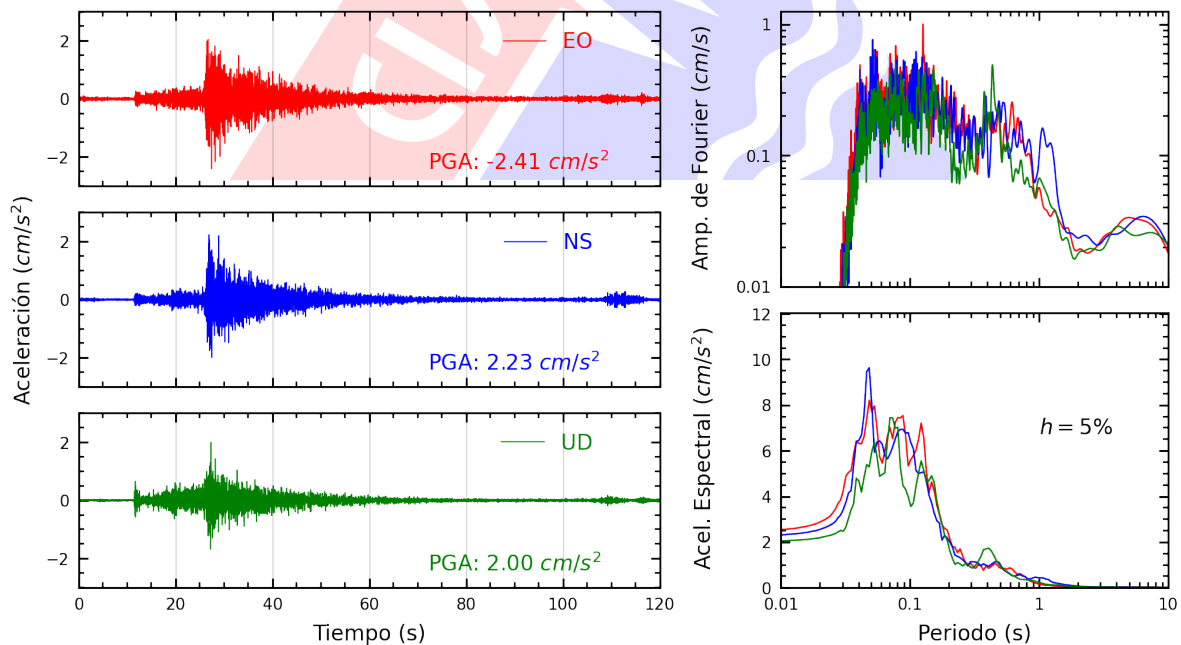 Aceleración (cm/s²)
2
0
−2
EO
PGA: -2.41 cm/s²
2
0
−2
NS
PGA: 2.23 cm/s²
2
0
−2
UD
PGA: 2.00 cm/s²
0 20 40 60 80 100 120
Tiempo (s)
Amp. de Fourier (cm/s)
1
0.1
0.01
Acel. Espectral (cm/s²)
12
10
8
6
4
2
0
h = 5%
0.01 0.1 1 10
Periodo (s)